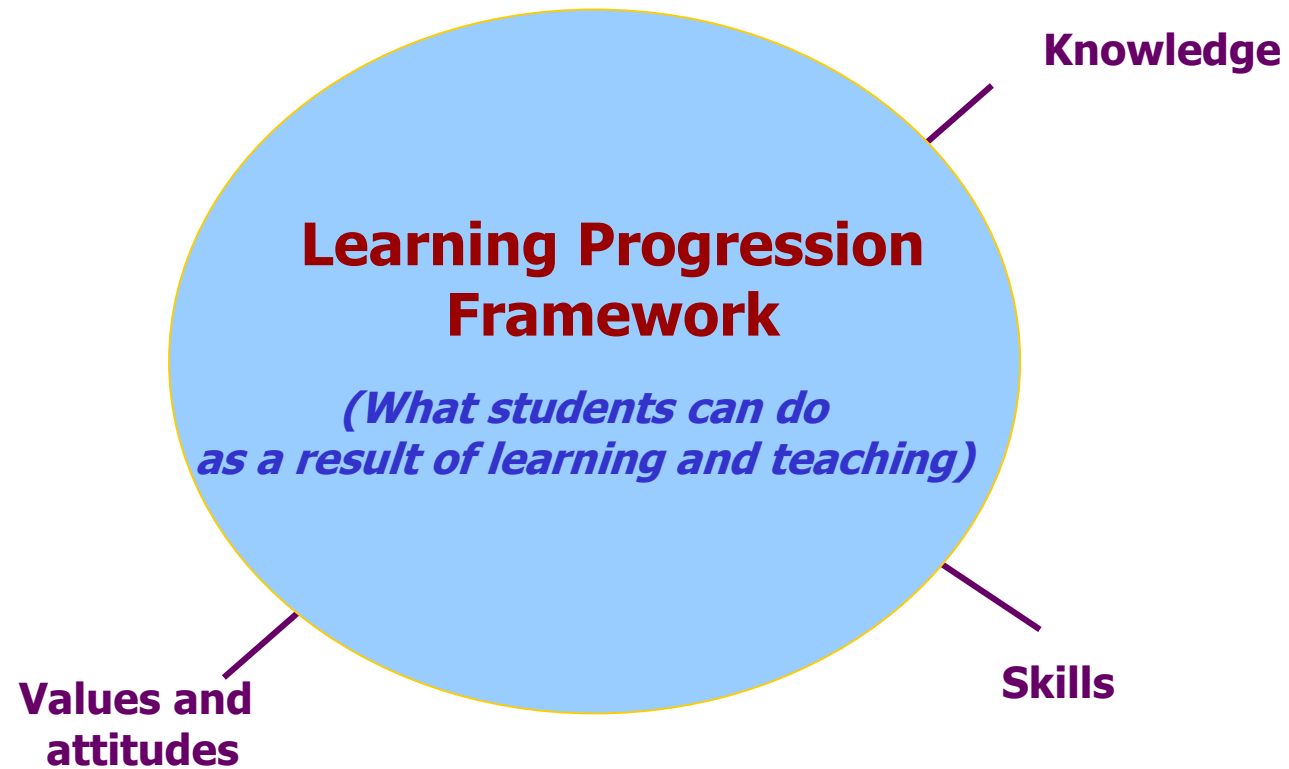 Knowledge
Learning Progression
Framework
(What students can do
as a result of learning and teaching)
Skills
Values and
attitudes